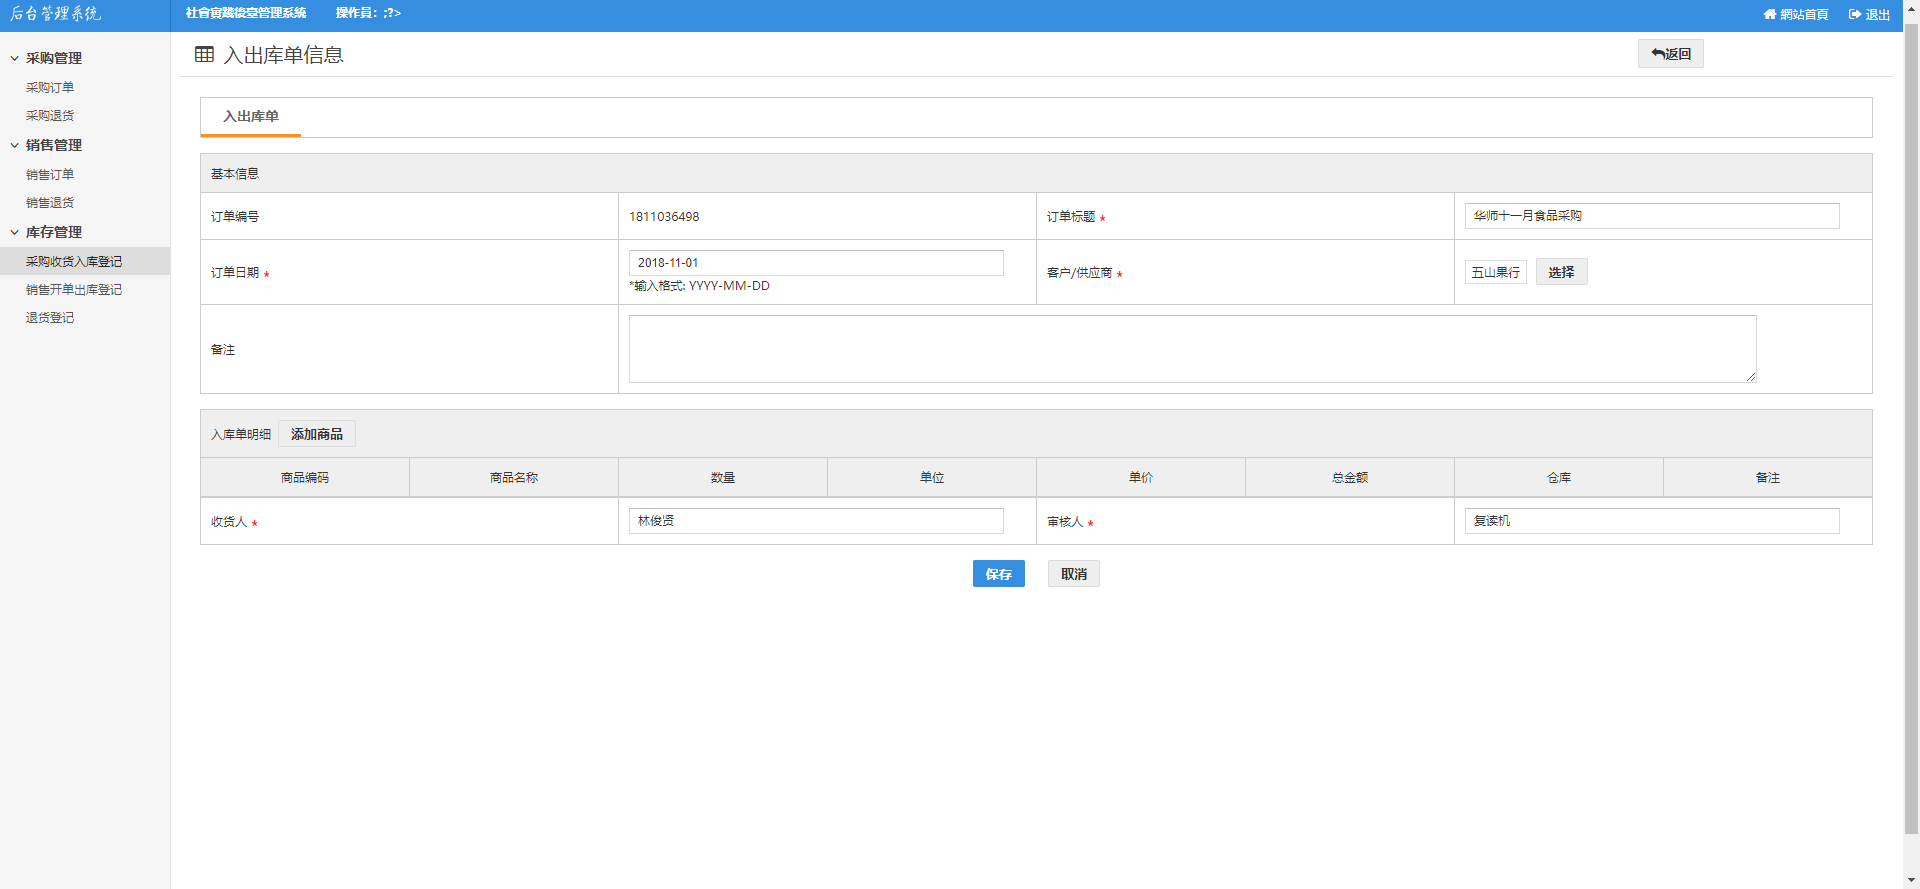 后台管理系统
社會實踐後臺管理系統 操作員：;?>
網站首頁 退出
采购管理
采购订单
采购退货
销售管理
销售订单
销售退货
库存管理
采购收货入库登记
销售开单出库登记
退货登记
入出库单信息
返回
入出库单
基本信息
订单编号 1811036498 订单标题 * 华师十一月食品采购
订单日期 * 2018-11-01
*输入格式: YYYY-MM-DD
客户/供应商 * 五山果行 选择
备注
入库单明细 添加商品
商品编码 商品名称 数量 单位 单价 总金额 仓库 备注
收货人 * 林俊贤 审核人 * 复读机
保存 取消